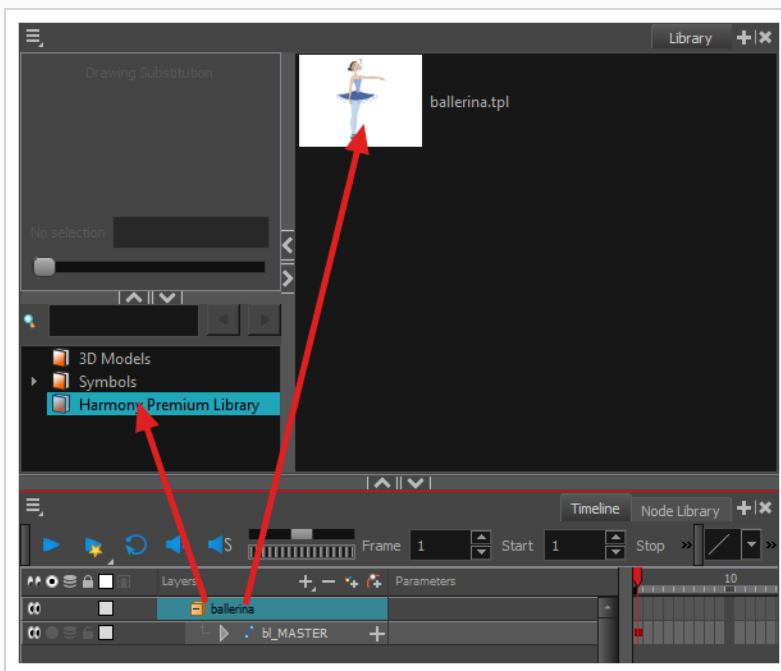 Library
Drawing Substitution
ballerina.tpl
No selection
3D Models
Symbols
Harmony Premium Library
Timeline
Node Library
S
Frame 1 Start 1 Stop
Layers Parameters 10
ballerina
bl_MASTER